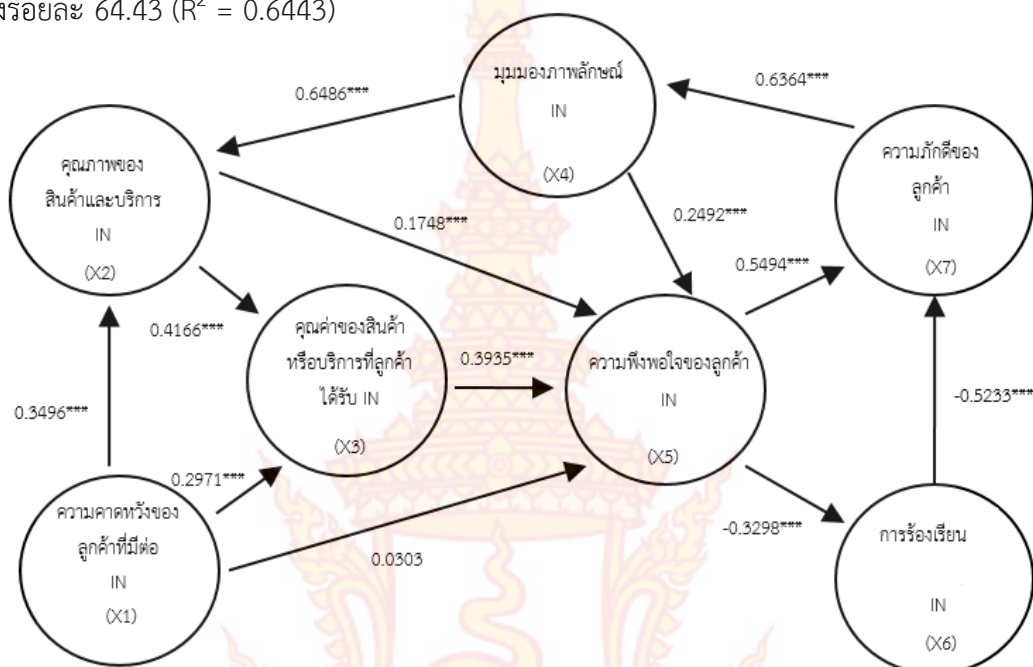 งร้อยละ 64.43 (R² = 0.6443)
มุมมองภาพลักษณ์
IN
(X4)
0.6486***
0.6364***
คุณภาพของ
สินค้าและบริการ
IN
(X2)
ความภักดีของ
ลูกค้า
IN
(X7)
0.1748***
0.2492***
0.5494***
0.4166***
คุณค่าของสินค้า
หรือบริการที่ลูกค้า
ได้รับ IN
(X3)
0.3935***
ความพึงพอใจของลูกค้า
IN
(X5)
0.3496***
-0.5233***
0.2971***
ความคาดหวังของ
ลูกค้าที่มีต่อ
IN
(X1)
0.0303
-0.3298***
การร้องเรียน
IN
(X6)